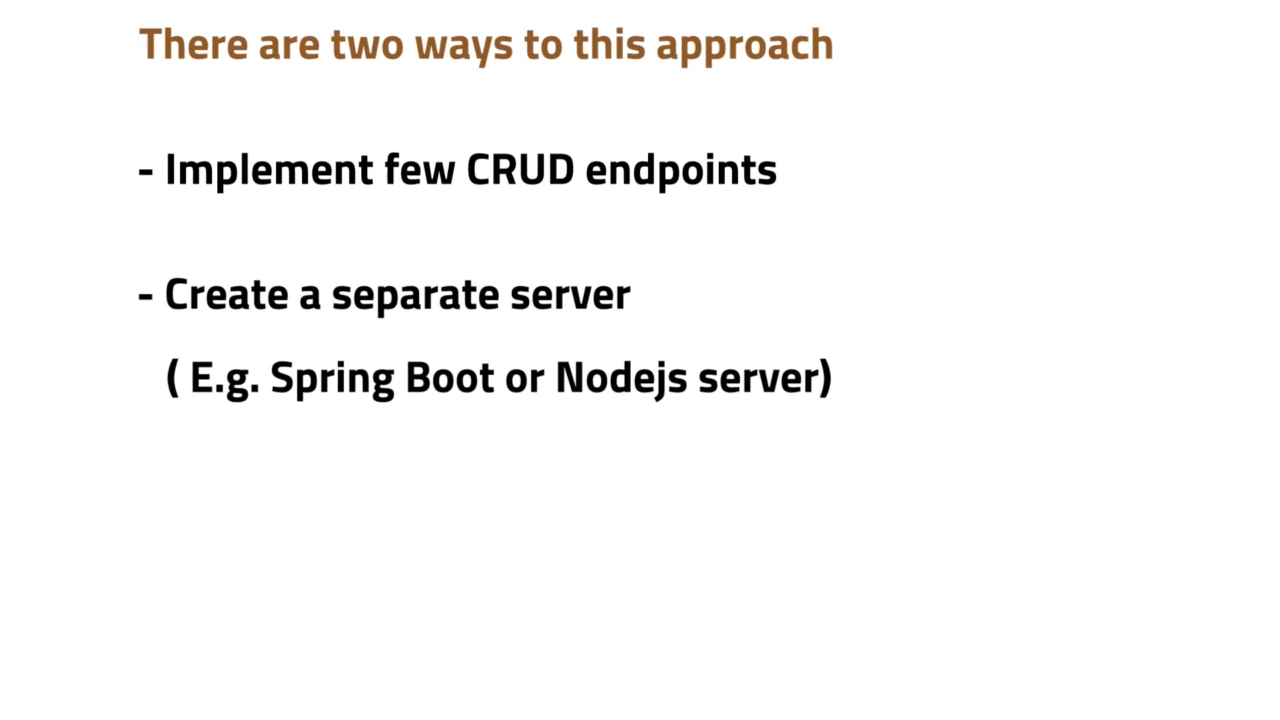 There are two ways to this approach
- Implement few CRUD endpoints
- Create a separate server
( E.g. Spring Boot or Nodejs server)